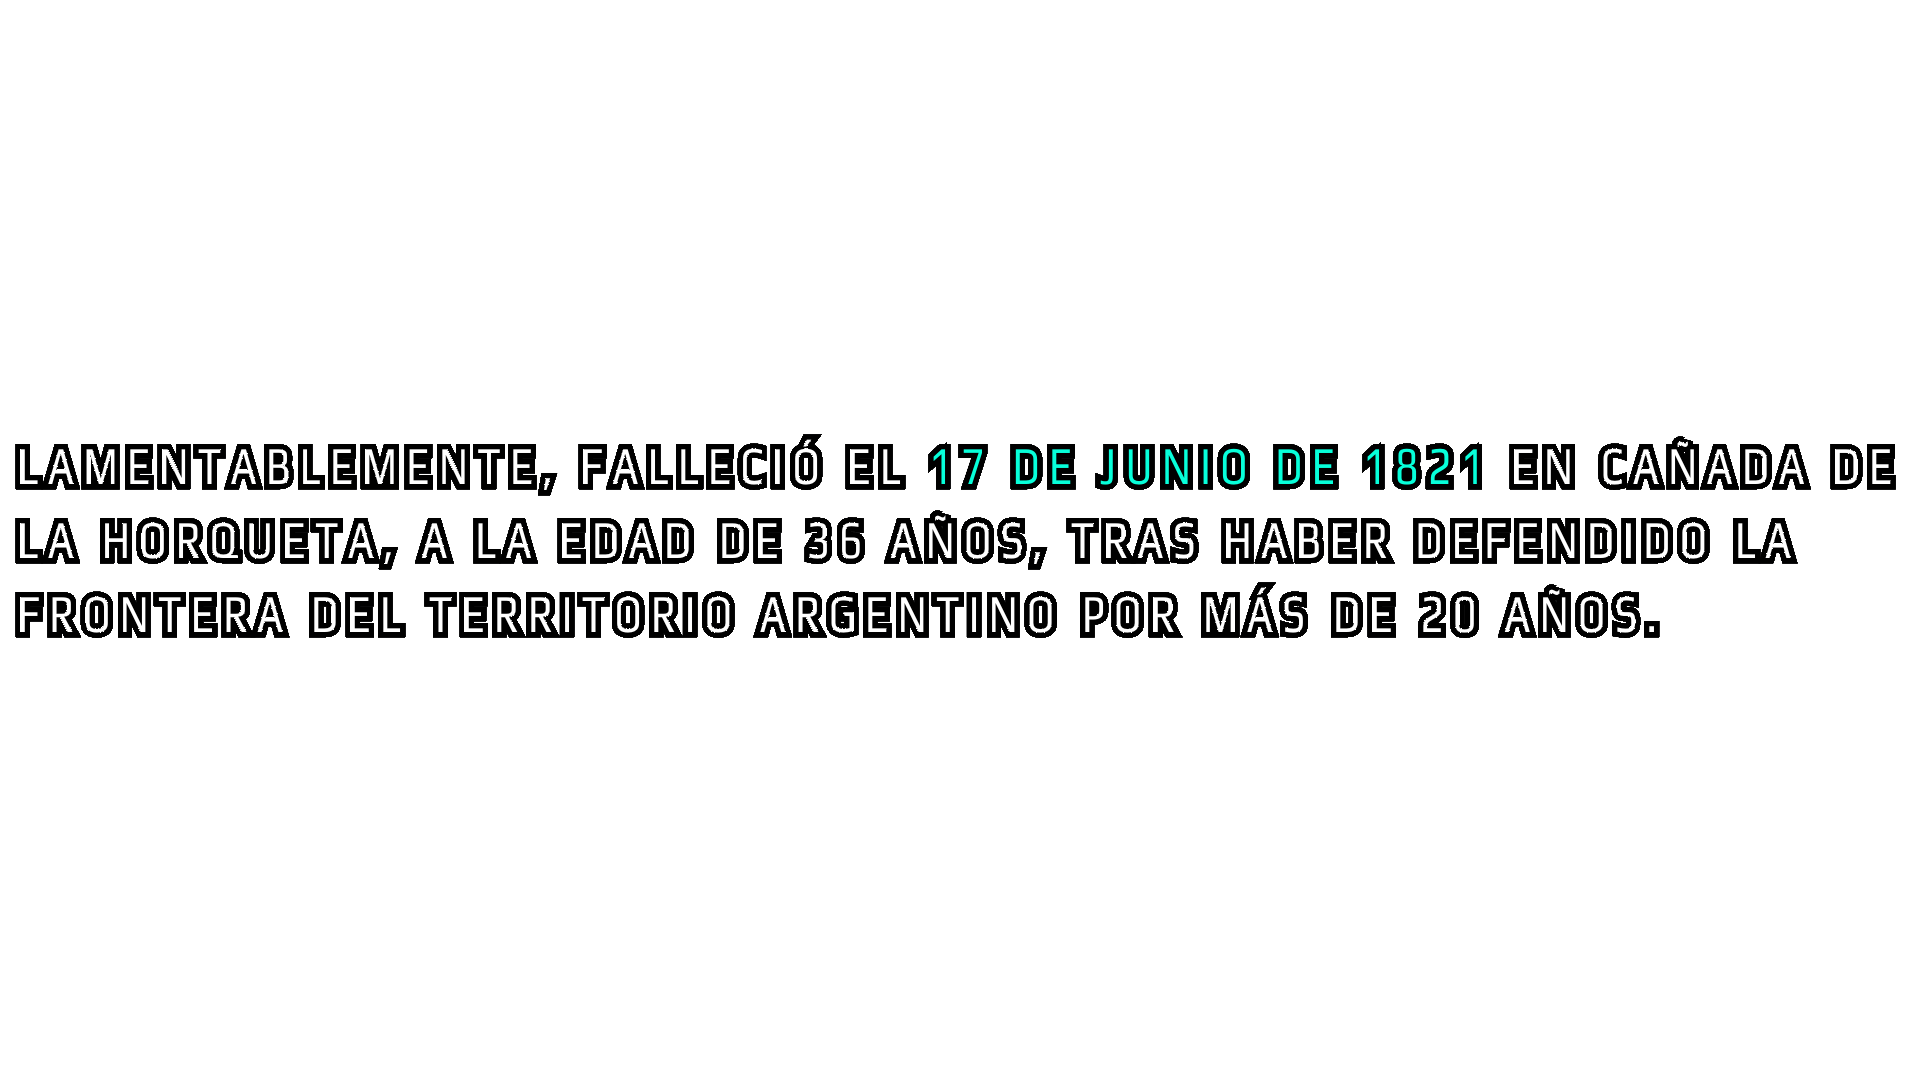 LAMENTABLEMENTE, FALLECIÓ EL 17 DE JUNIO DE 1821 EN CAÑADA DE
LA HORQUETA, A LA EDAD DE 36 AÑOS, TRAS HABER DEFENDIDO LA
FRONTERA DEL TERRITORIO ARGENTINO POR MÁS DE 20 AÑOS.